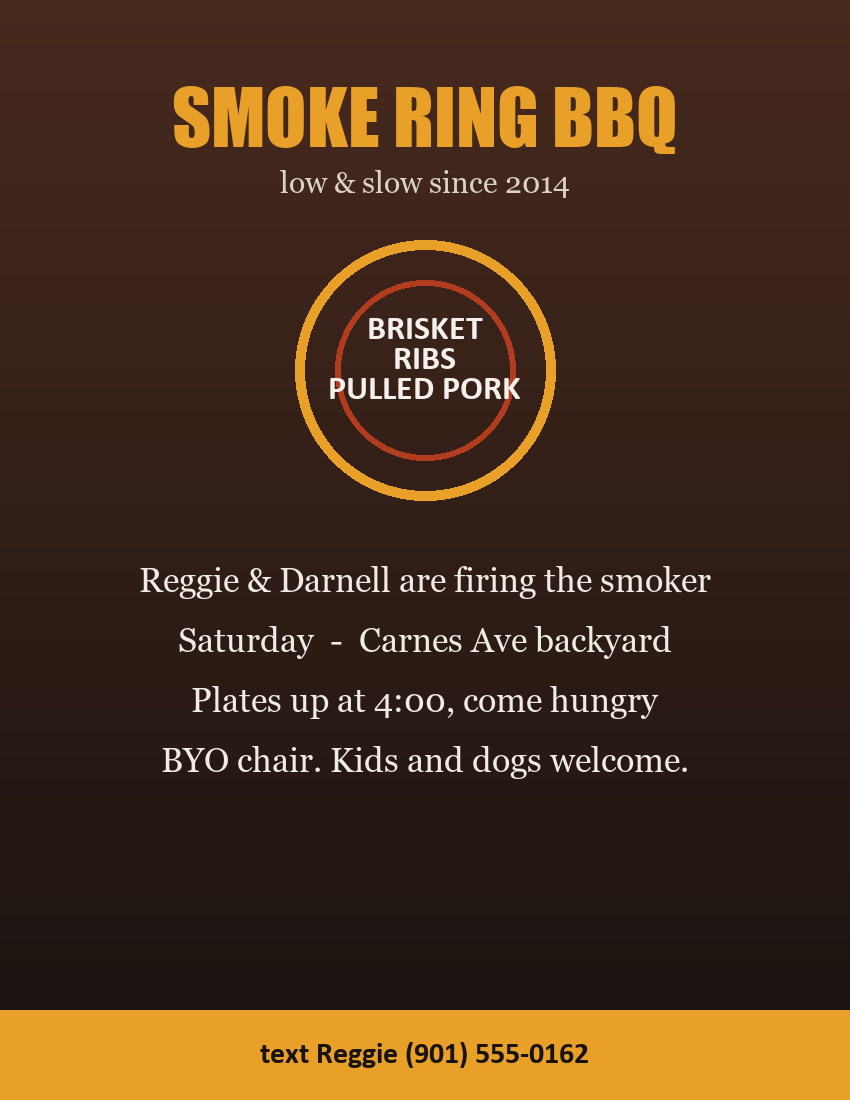 SMOKE RING BBQ
low & slow since 2014
BRISKET
RIBS
PULLED PORK
Reggie & Darnell are firing the smoker
Saturday - Carnes Ave backyard
Plates up at 4:00, come hungry
BYO chair. Kids and dogs welcome.
text Reggie (901) 555-0162